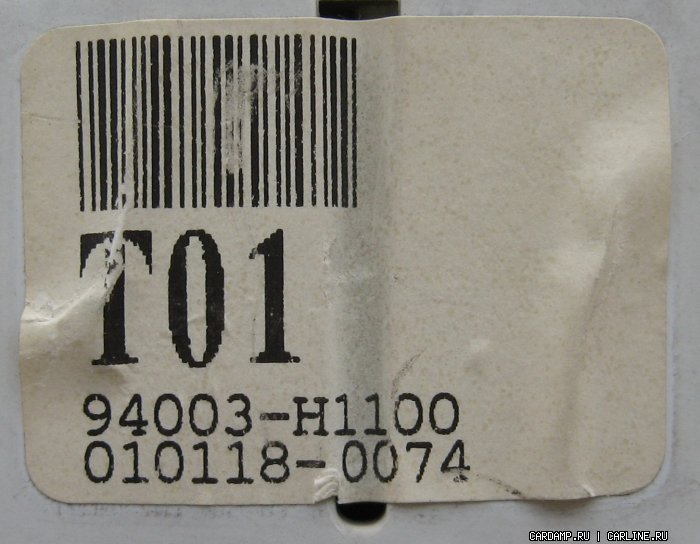 T01
94003-H1100
010118-0074
CARDAMP.RU | CARLINE.RU